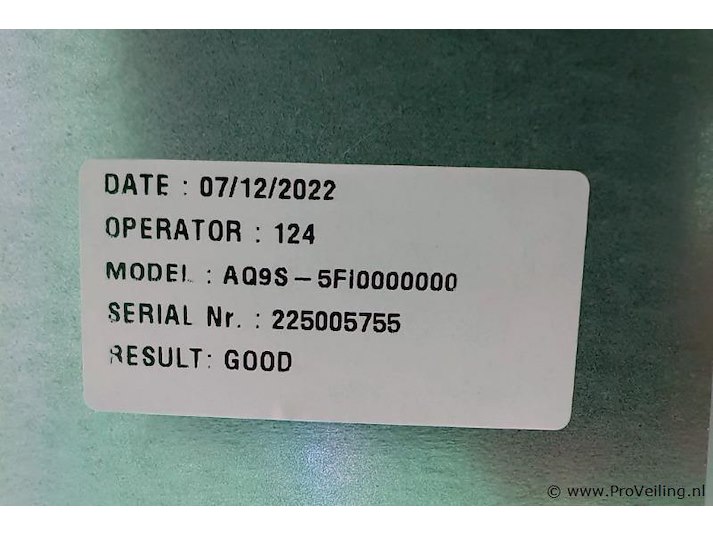 DATE : 07/12/2022
OPERATOR : 124
MODEL : AQ9S-5FI0000000
SERIAL Nr. : 225005755
RESULT: GOOD
© www.ProVeiling.nl